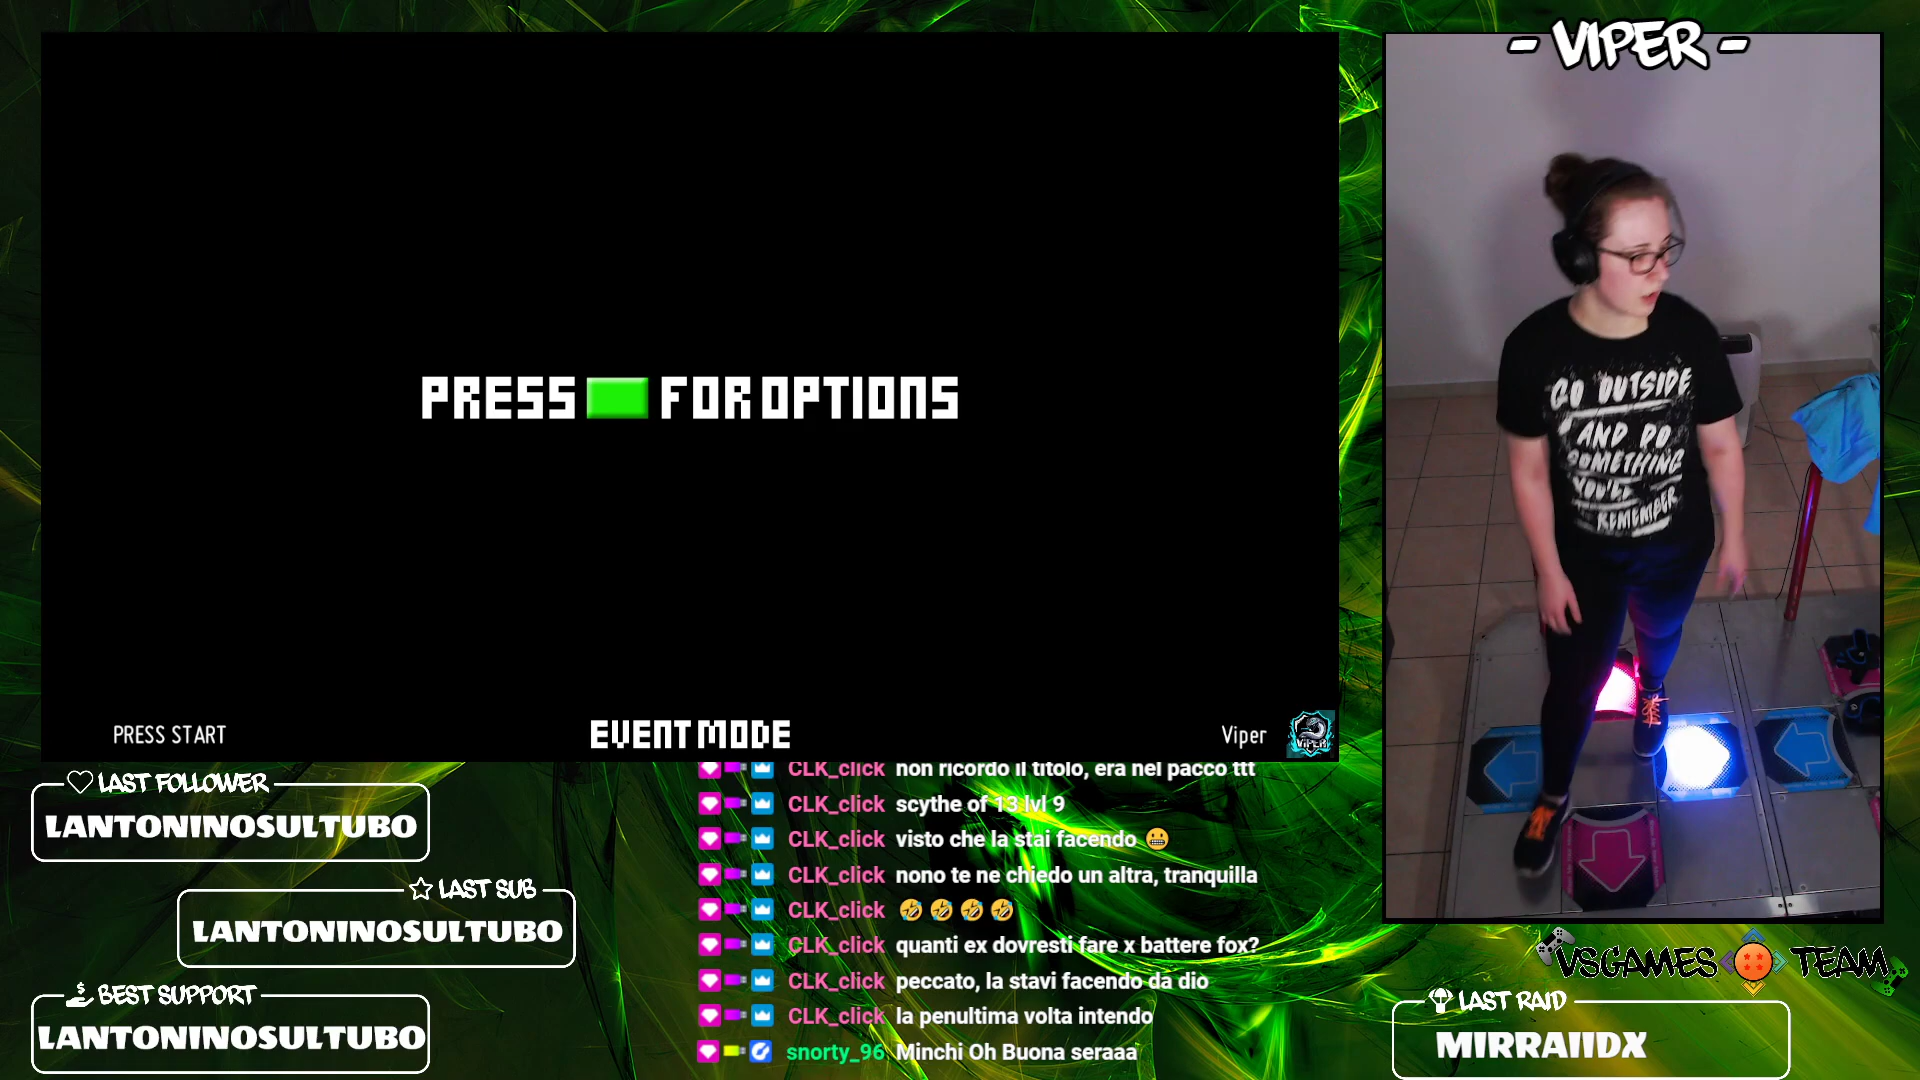 - VIPER -
PRESS FOR OPTIONS
PRESS START
EVENT MODE
Viper
VIPER
GO OUTSIDE
AND DO
SOMETHING
YOU'LL
REMEMBER
LAST FOLLOWER
LANTONINOSULTUBO
LAST SUB
LANTONINOSULTUBO
BEST SUPPORT
LANTONINOSULTUBO
CLK_click non ricordo il titolo, era nel pacco ttt
CLK_click scythe of 13 lvl 9
CLK_click visto che la stai facendo 😬
CLK_click nono te ne chiedo un altra, tranquilla
CLK_click 🤣 🤣 🤣 🤣
CLK_click quanti ex dovresti fare x battere fox?
CLK_click peccato, la stavi facendo da dio
CLK_click la penultima volta intendo
snorty_96 Minchi Oh Buona seraaa
VSGAMES TEAM
LAST RAID
MIRRAIIDX